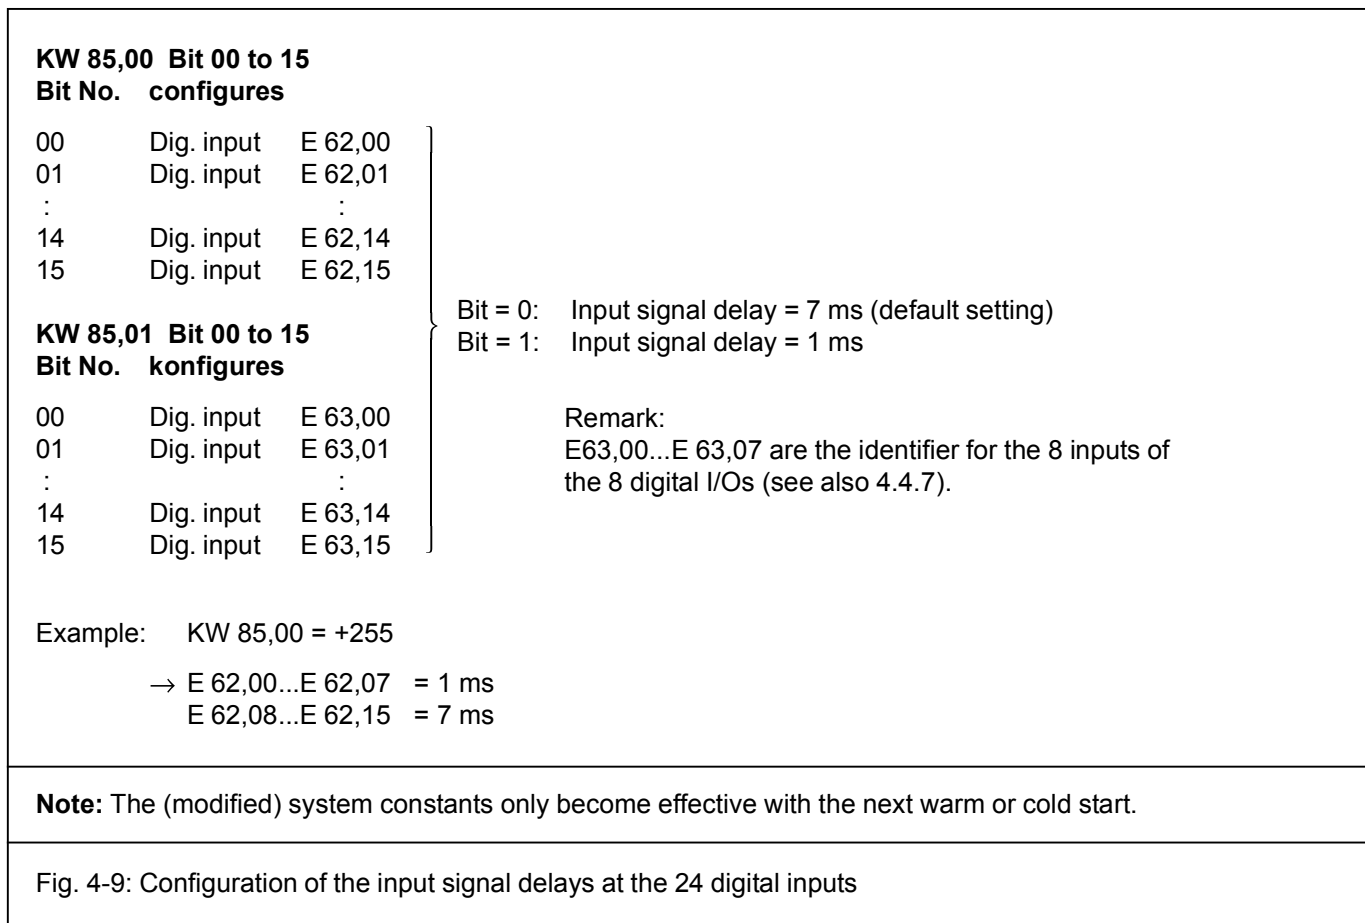 KW 85,00 Bit 00 to 15
Bit No. configures
00 Dig. input E 62,00
01 Dig. input E 62,01
: :
14 Dig. input E 62,14
15 Dig. input E 62,15
KW 85,01 Bit 00 to 15
Bit No. konfigures
00 Dig. input E 63,00
01 Dig. input E 63,01
: :
14 Dig. input E 63,14
15 Dig. input E 63,15
Bit = 0: Input signal delay = 7 ms (default setting)
Bit = 1: Input signal delay = 1 ms
Remark:
E63,00...E 63,07 are the identifier for the 8 inputs of
the 8 digital I/Os (see also 4.4.7).
Example: KW 85,00 = +255
→ E 62,00...E 62,07 = 1 ms
E 62,08...E 62,15 = 7 ms
Note: The (modified) system constants only become effective with the next warm or cold start.
Fig. 4-9: Configuration of the input signal delays at the 24 digital inputs